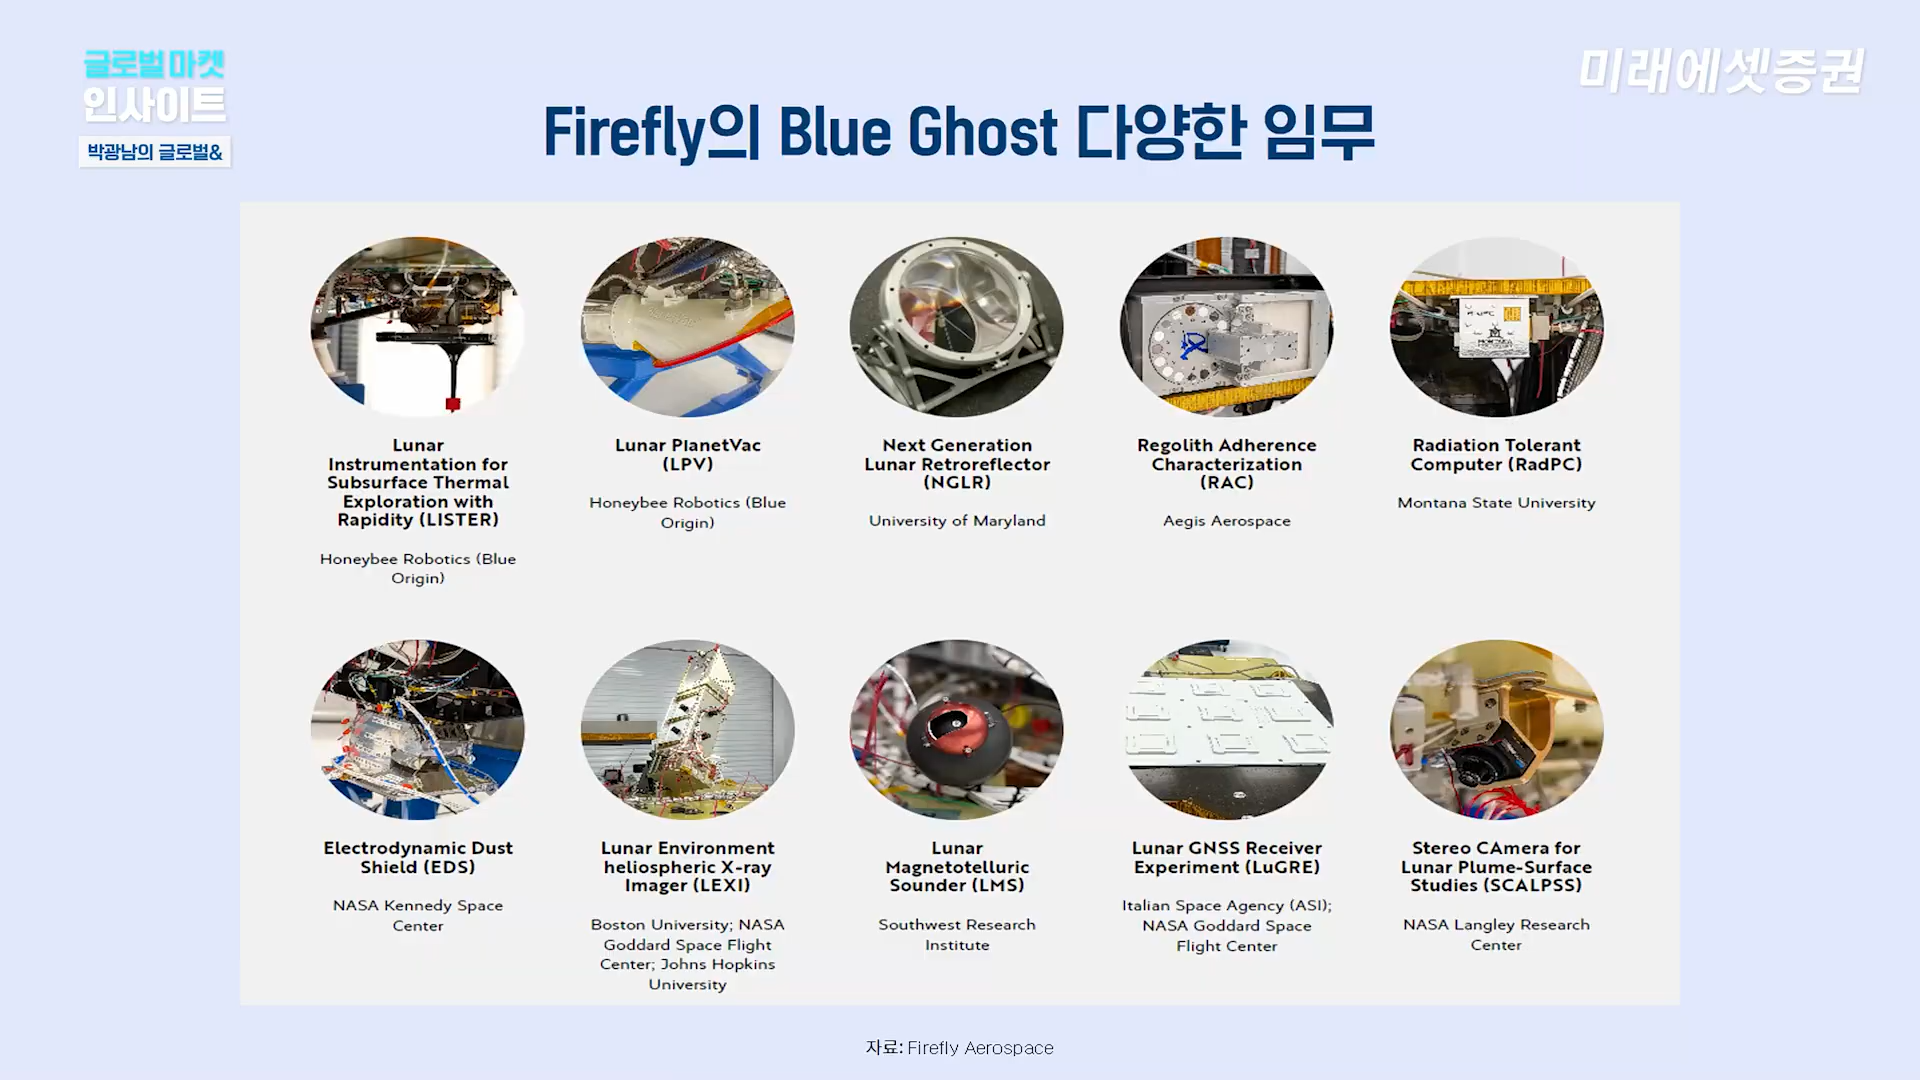 글로벌 마켓
인사이트
박광남의 글로벌&
미래에셋증권
Firefly의 Blue Ghost 다양한 임무
Lunar
Instrumentation for
Subsurface Thermal
Exploration with
Rapidity (LISTER)
Honeybee Robotics (Blue
Origin)
Lunar PlanetVac
(LPV)
Honeybee Robotics (Blue
Origin)
Next Generation
Lunar Retroreflector
(NGLR)
University of Maryland
Regolith Adherence
Characterization
(RAC)
Aegis Aerospace
Radiation Tolerant
Computer (RadPC)
Montana State University
Electrodynamic Dust
Shield (EDS)
NASA Kennedy Space
Center
Lunar Environment
heliospheric X-ray
Imager (LEXI)
Boston University; NASA
Goddard Space Flight
Center; Johns Hopkins
University
Lunar
Magnetotelluric
Sounder (LMS)
Southwest Research
Institute
Lunar GNSS Receiver
Experiment (LuGRE)
Italian Space Agency (ASI);
NASA Goddard Space
Flight Center
Stereo CAmera for
Lunar Plume-Surface
Studies (SCALPSS)
NASA Langley Research
Center
자료: Firefly Aerospace